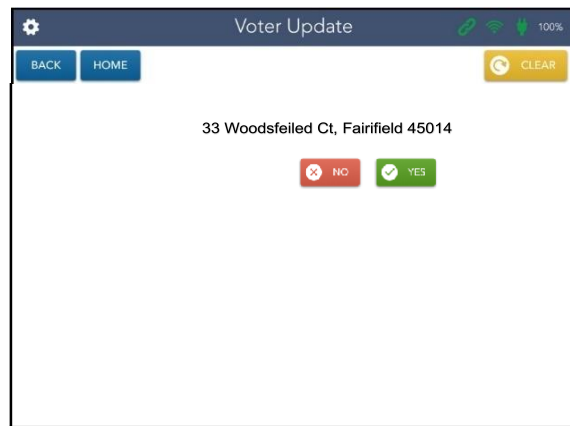 Voter Update
100%
BACK
HOME
CLEAR
33 Woodsfeiled Ct, Fairifield 45014
NO
YES